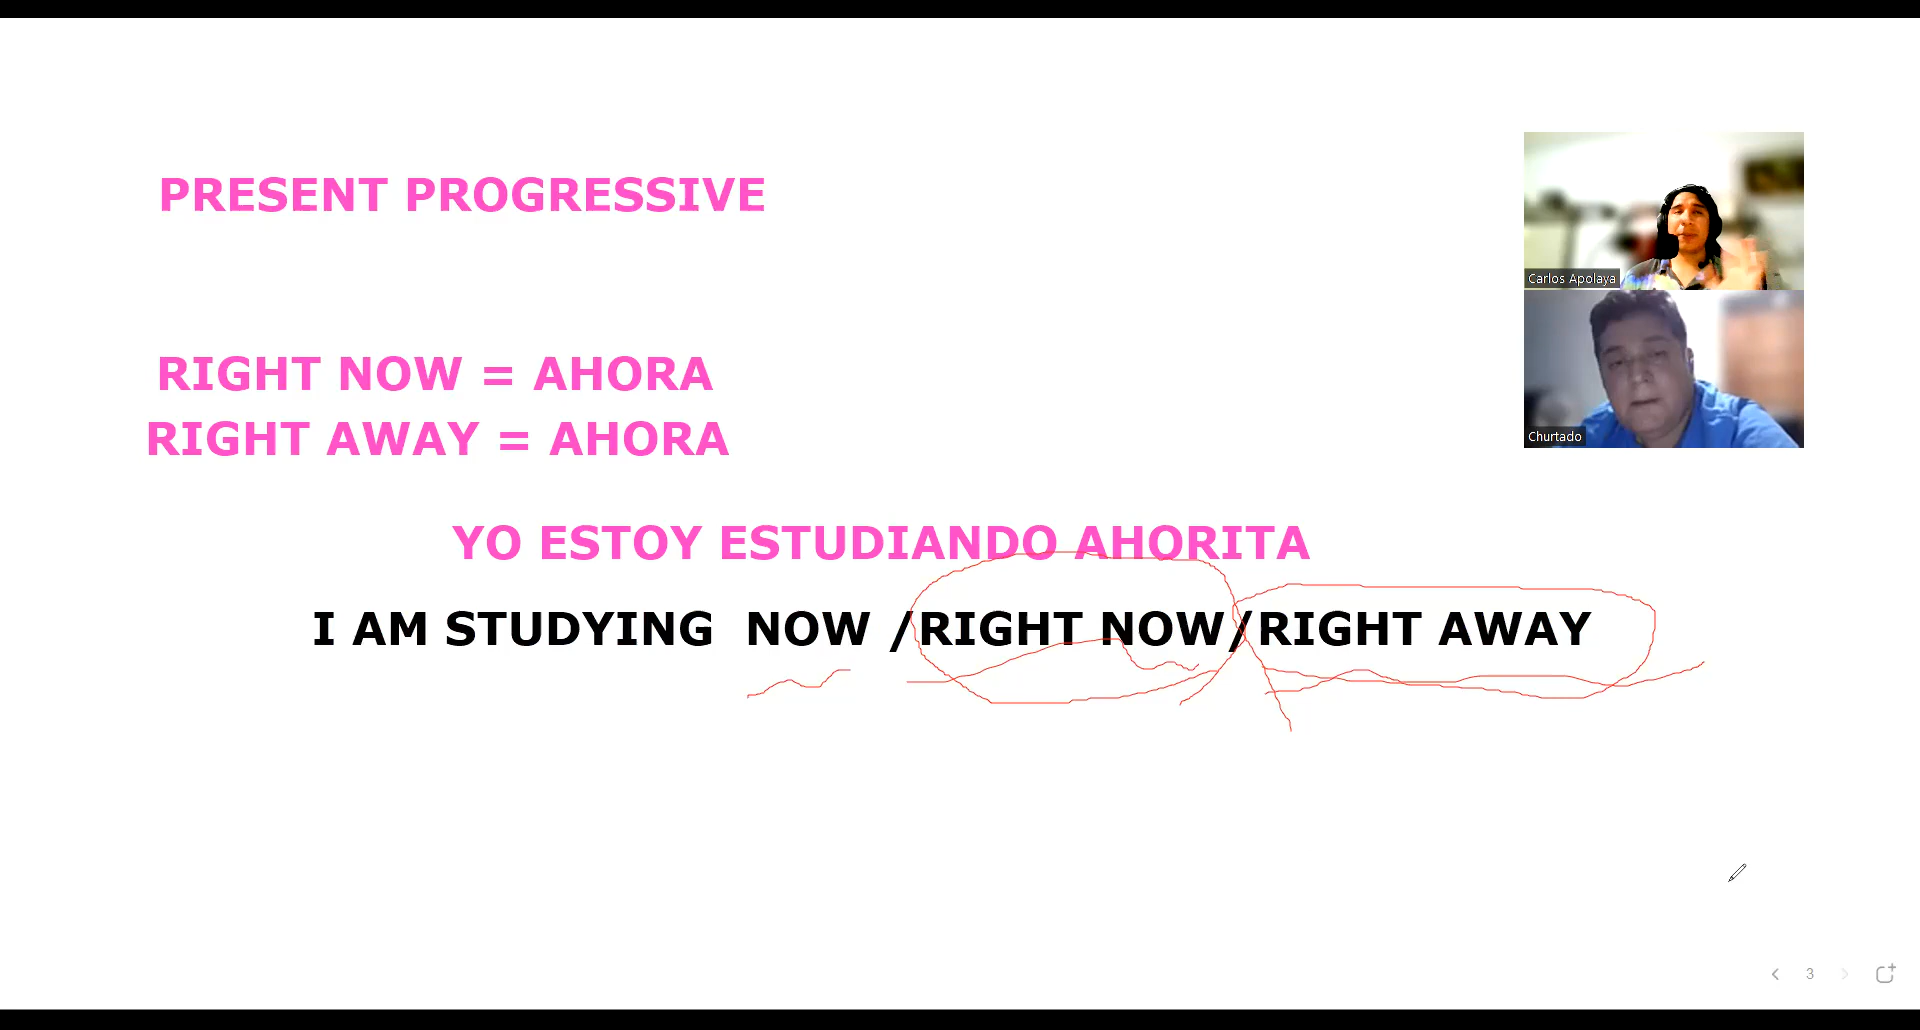 PRESENT PROGRESSIVE
Carlos Apolaya
RIGHT NOW = AHORA
RIGHT AWAY = AHORA
Churtado
YO ESTOY ESTUDIANDO AHORITA
I AM STUDYING NOW /RIGHT NOW/RIGHT AWAY
3